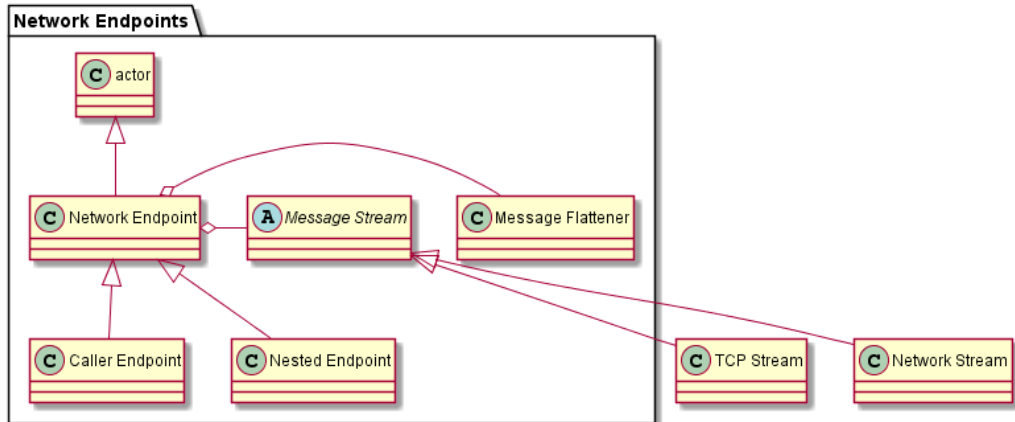 Network Endpoints
C actor
C Network Endpoint
A Message Stream
C Message Flattener
C Caller Endpoint
C Nested Endpoint
C TCP Stream
C Network Stream